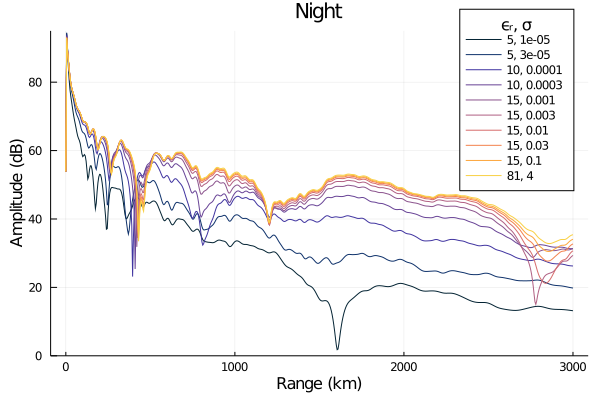 Night
ϵᵣ, σ
5, 1e-05
5, 3e-05
10, 0.0001
10, 0.0003
15, 0.001
15, 0.003
15, 0.01
15, 0.03
15, 0.1
81, 4
Amplitude (dB)
80
60
40
20
0
0 1000 2000 3000
Range (km)